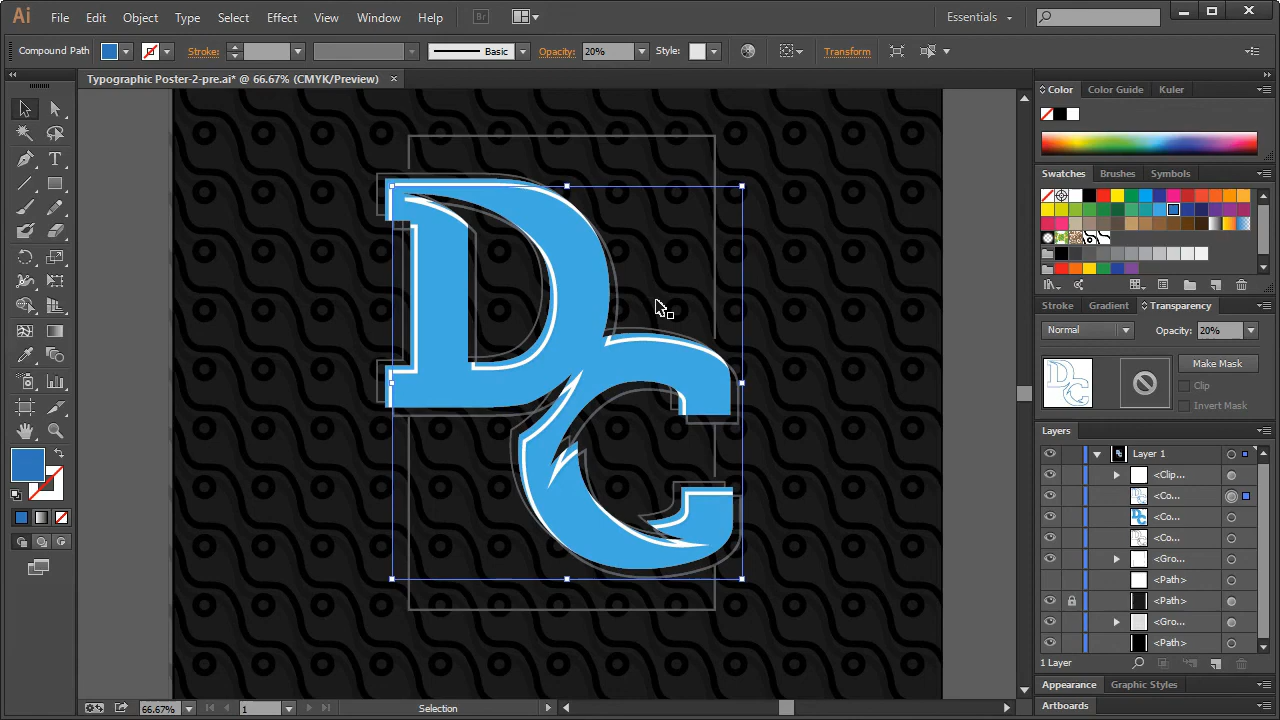 Ai File Edit Object Type Select Effect View Window Help Br Essentials
Compound Path Stroke: Basic Opacity: 20% Style: Transform
Typographic Poster-2-pre.ai* @ 66.67% (CMYK/Preview) ×
DC
Color Color Guide Kuler
Swatches Brushes Symbols
Stroke Gradient Transparency
Normal Opacity: 20%
Make Mask
Clip
Invert Mask
Layers
Layer 1
<Clip...
<Co...
<Co...
<Co...
<Gro...
<Path>
<Path>
<Gro...
<Path>
1 Layer
Appearance Graphic Styles
Artboards
66.67% 1 Selection